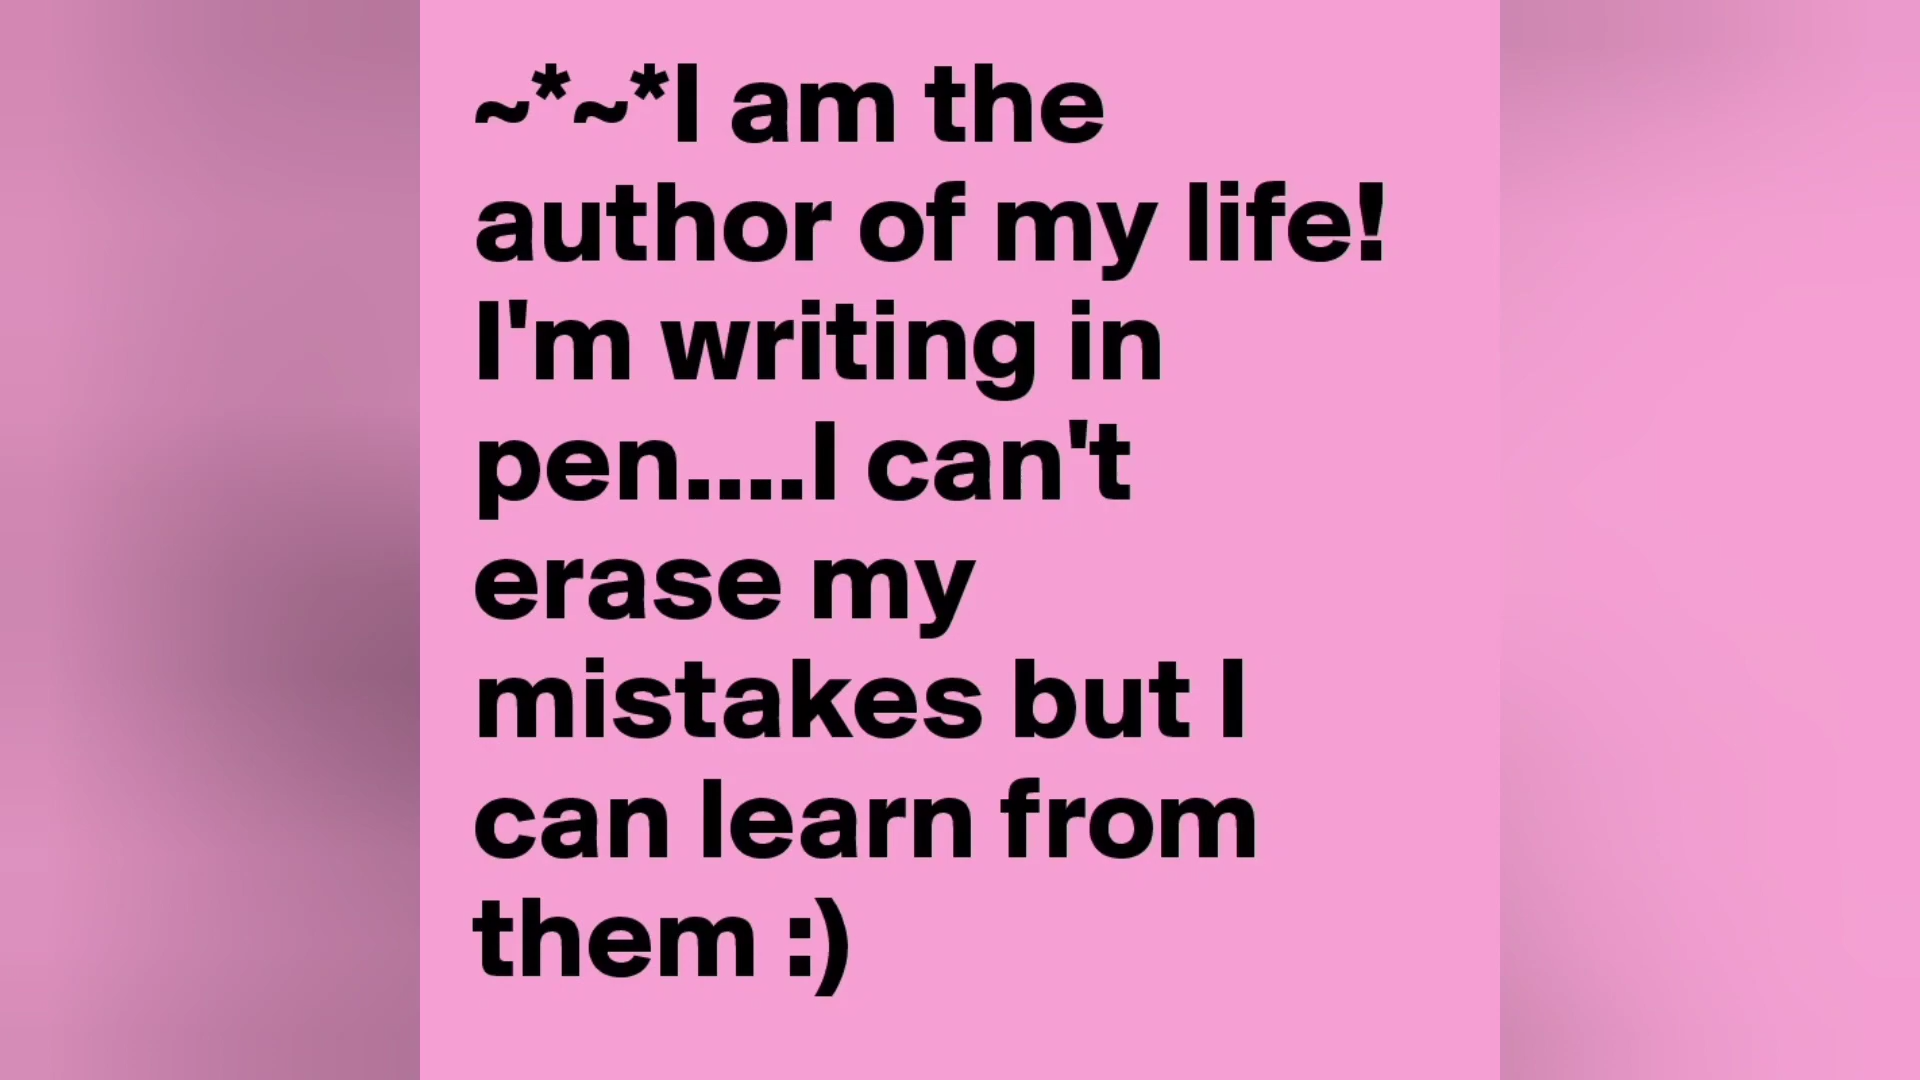 ~*~*I am the
author of my life!
I'm writing in
pen....I can't
erase my
mistakes but I
can learn from
them :)